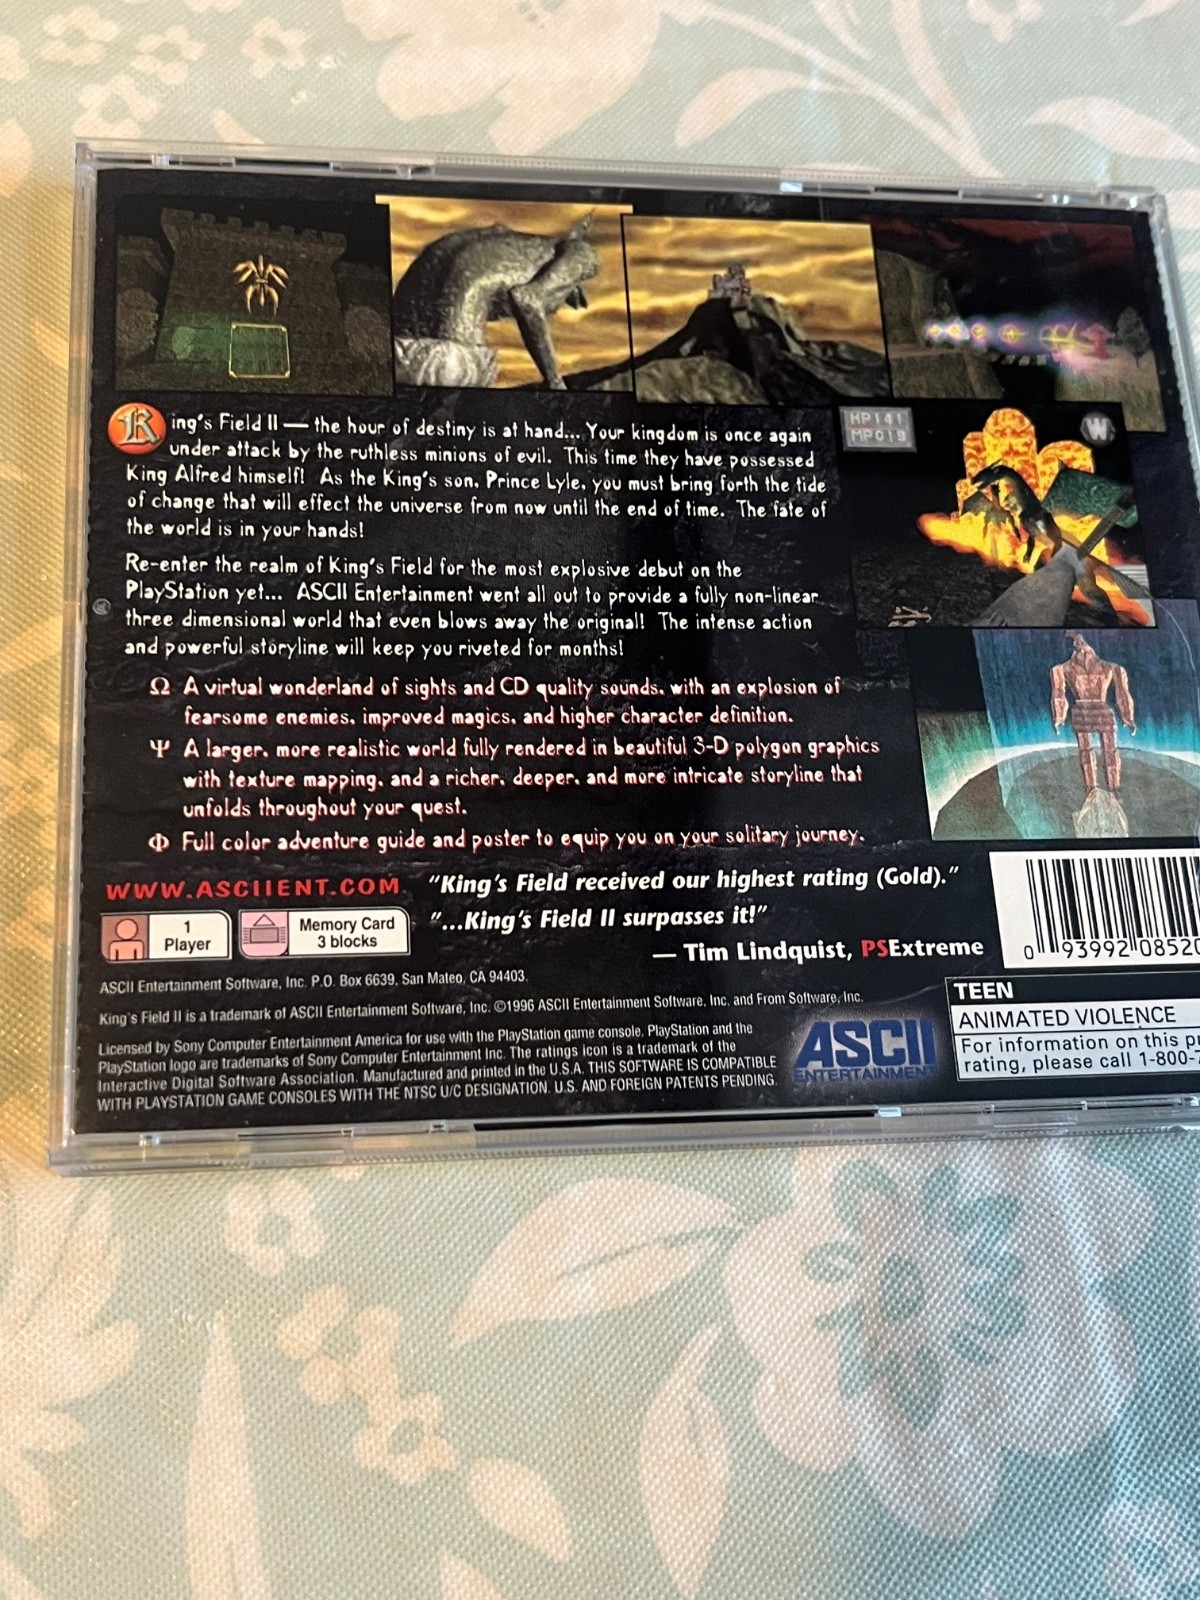 King's Field II — the hour of destiny is at hand... Your kingdom is once again
under attack by the ruthless minions of evil. This time they have possessed
King Alfred himself! As the King's son, Prince Lyle, you must bring forth the tide
of change that will effect the universe from now until the end of time. The fate of
the world is in your hands!
HP 141
MP 019
W
Re-enter the realm of King's Field for the most explosive debut on the
PlayStation yet... ASCII Entertainment went all out to provide a fully non-linear
three dimensional world that even blows away the original! The intense action
and powerful storyline will keep you riveted for months!
Ω A virtual wonderland of sights and CD quality sounds, with an explosion of
fearsome enemies, improved magics, and higher character definition.
Ψ A larger, more realistic world fully rendered in beautiful 3-D polygon graphics
with texture mapping, and a richer, deeper, and more intricate storyline that
unfolds throughout your quest.
Φ Full color adventure guide and poster to equip you on your solitary journey.
WWW.ASCIIENT.COM
"King's Field received our highest rating (Gold)."
"...King's Field II surpasses it!"
— Tim Lindquist, PSExtreme
1
Player
Memory Card
3 blocks
0 93992 08520
ASCII Entertainment Software, Inc. P.O. Box 6639, San Mateo, CA 94403.
King's Field II is a trademark of ASCII Entertainment Software, Inc. ©1996 ASCII Entertainment Software, Inc. and From Software, Inc.
Licensed by Sony Computer Entertainment America for use with the PlayStation game console. PlayStation and the
PlayStation logo are trademarks of Sony Computer Entertainment Inc. The ratings icon is a trademark of the
Interactive Digital Software Association. Manufactured and printed in the U.S.A. THIS SOFTWARE IS COMPATIBLE
WITH PLAYSTATION GAME CONSOLES WITH THE NTSC U/C DESIGNATION. U.S. AND FOREIGN PATENTS PENDING.
ASCII
ENTERTAINMENT
TEEN
ANIMATED VIOLENCE
For information on this
rating, please call 1-800-